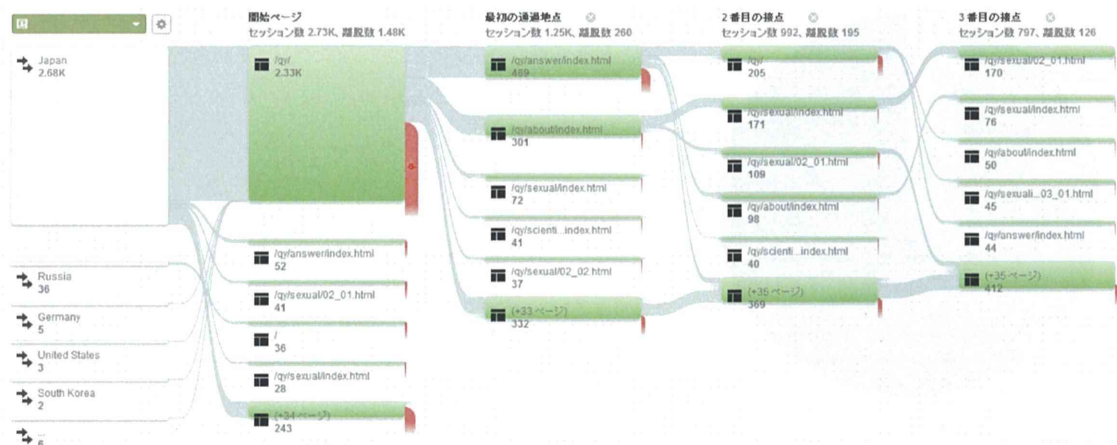 国
Japan
2.68K
Russia
36
Germany
5
United States
3
South Korea
2
...
6
開始ページ
セッション数 2.73K、離脱数 1.48K
/qy/
2.33K
/qy/answer/index.html
52
/qy/sexual/02_01.html
41
/
36
/qy/sexual/index.html
28
(+34 ページ)
243
最初の通過地点
セッション数 1.25K、離脱数 260
/qy/answer/index.html
469
/qy/about/index.html
301
/qy/sexual/index.html
72
/qy/scienti...index.html
41
/qy/sexual/02_02.html
37
(+33 ページ)
332
2 番目の接点
セッション数 992、離脱数 195
/qy/
205
/qy/sexual/index.html
171
/qy/sexual/02_01.html
109
/qy/about/index.html
98
/qy/scienti...index.html
40
(+35 ページ)
369
3 番目の接点
セッション数 797、離脱数 126
/qy/sexual/02_01.html
170
/qy/sexual/index.html
76
/qy/about/index.html
50
/qy/sexuali...03_01.html
45
/qy/answer/index.html
44
(+35 ページ)
412